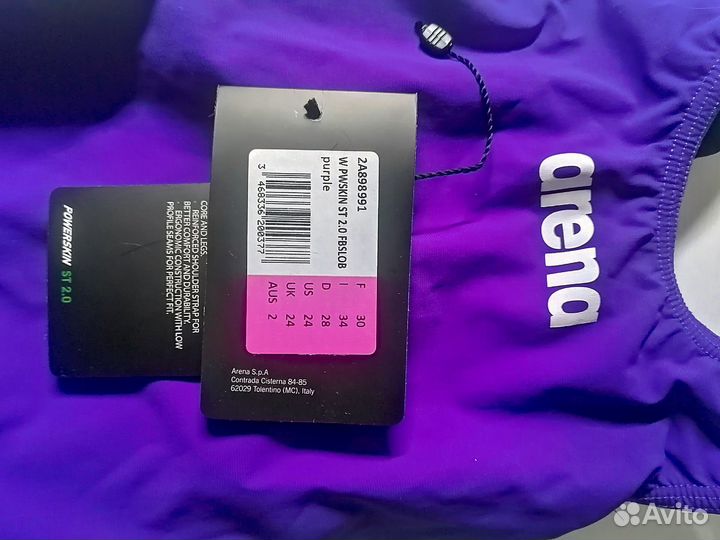 2A898991
W PWSKIN ST 2.0 FBSLOB
purple
3 468336 200377
F 30
I 34
D 28
US 24
UK 24
AUS 2
Arena S.p.A
Contrada Cisterna 84-85
62029 Tolentino (MC), Italy
CORE AND LEGS.
· REINFORCED SHOULDER STRAP FOR
BETTER COMFORT AND DURABILITY.
· ERGONOMIC CONSTRUCTION WITH LOW
PROFILE SEAMS FOR PERFECT FIT.
POWERSKIN ST 2.0
arena
Avito